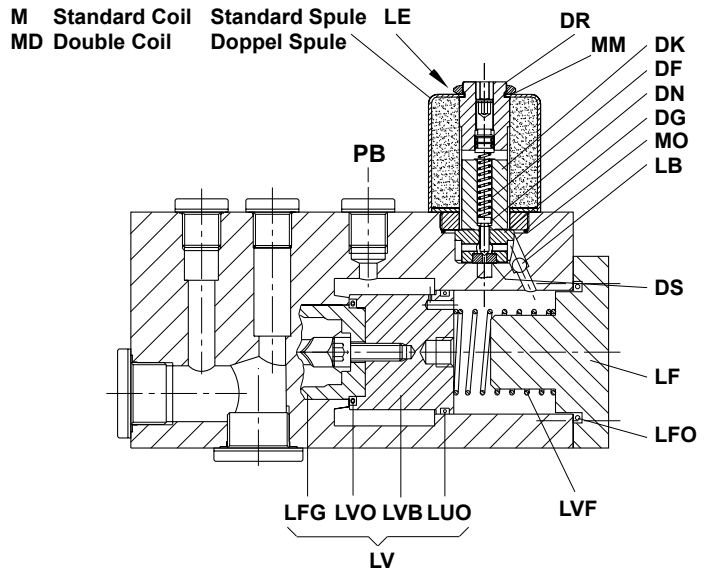 M Standard Coil Standard Spule LE
MD Double Coil Doppel Spule
DR
MM
DK
DF
DN
DG
MO
LB
PB
DS
LF
LFO
LFG LVO LVB LUO
LVF
LV